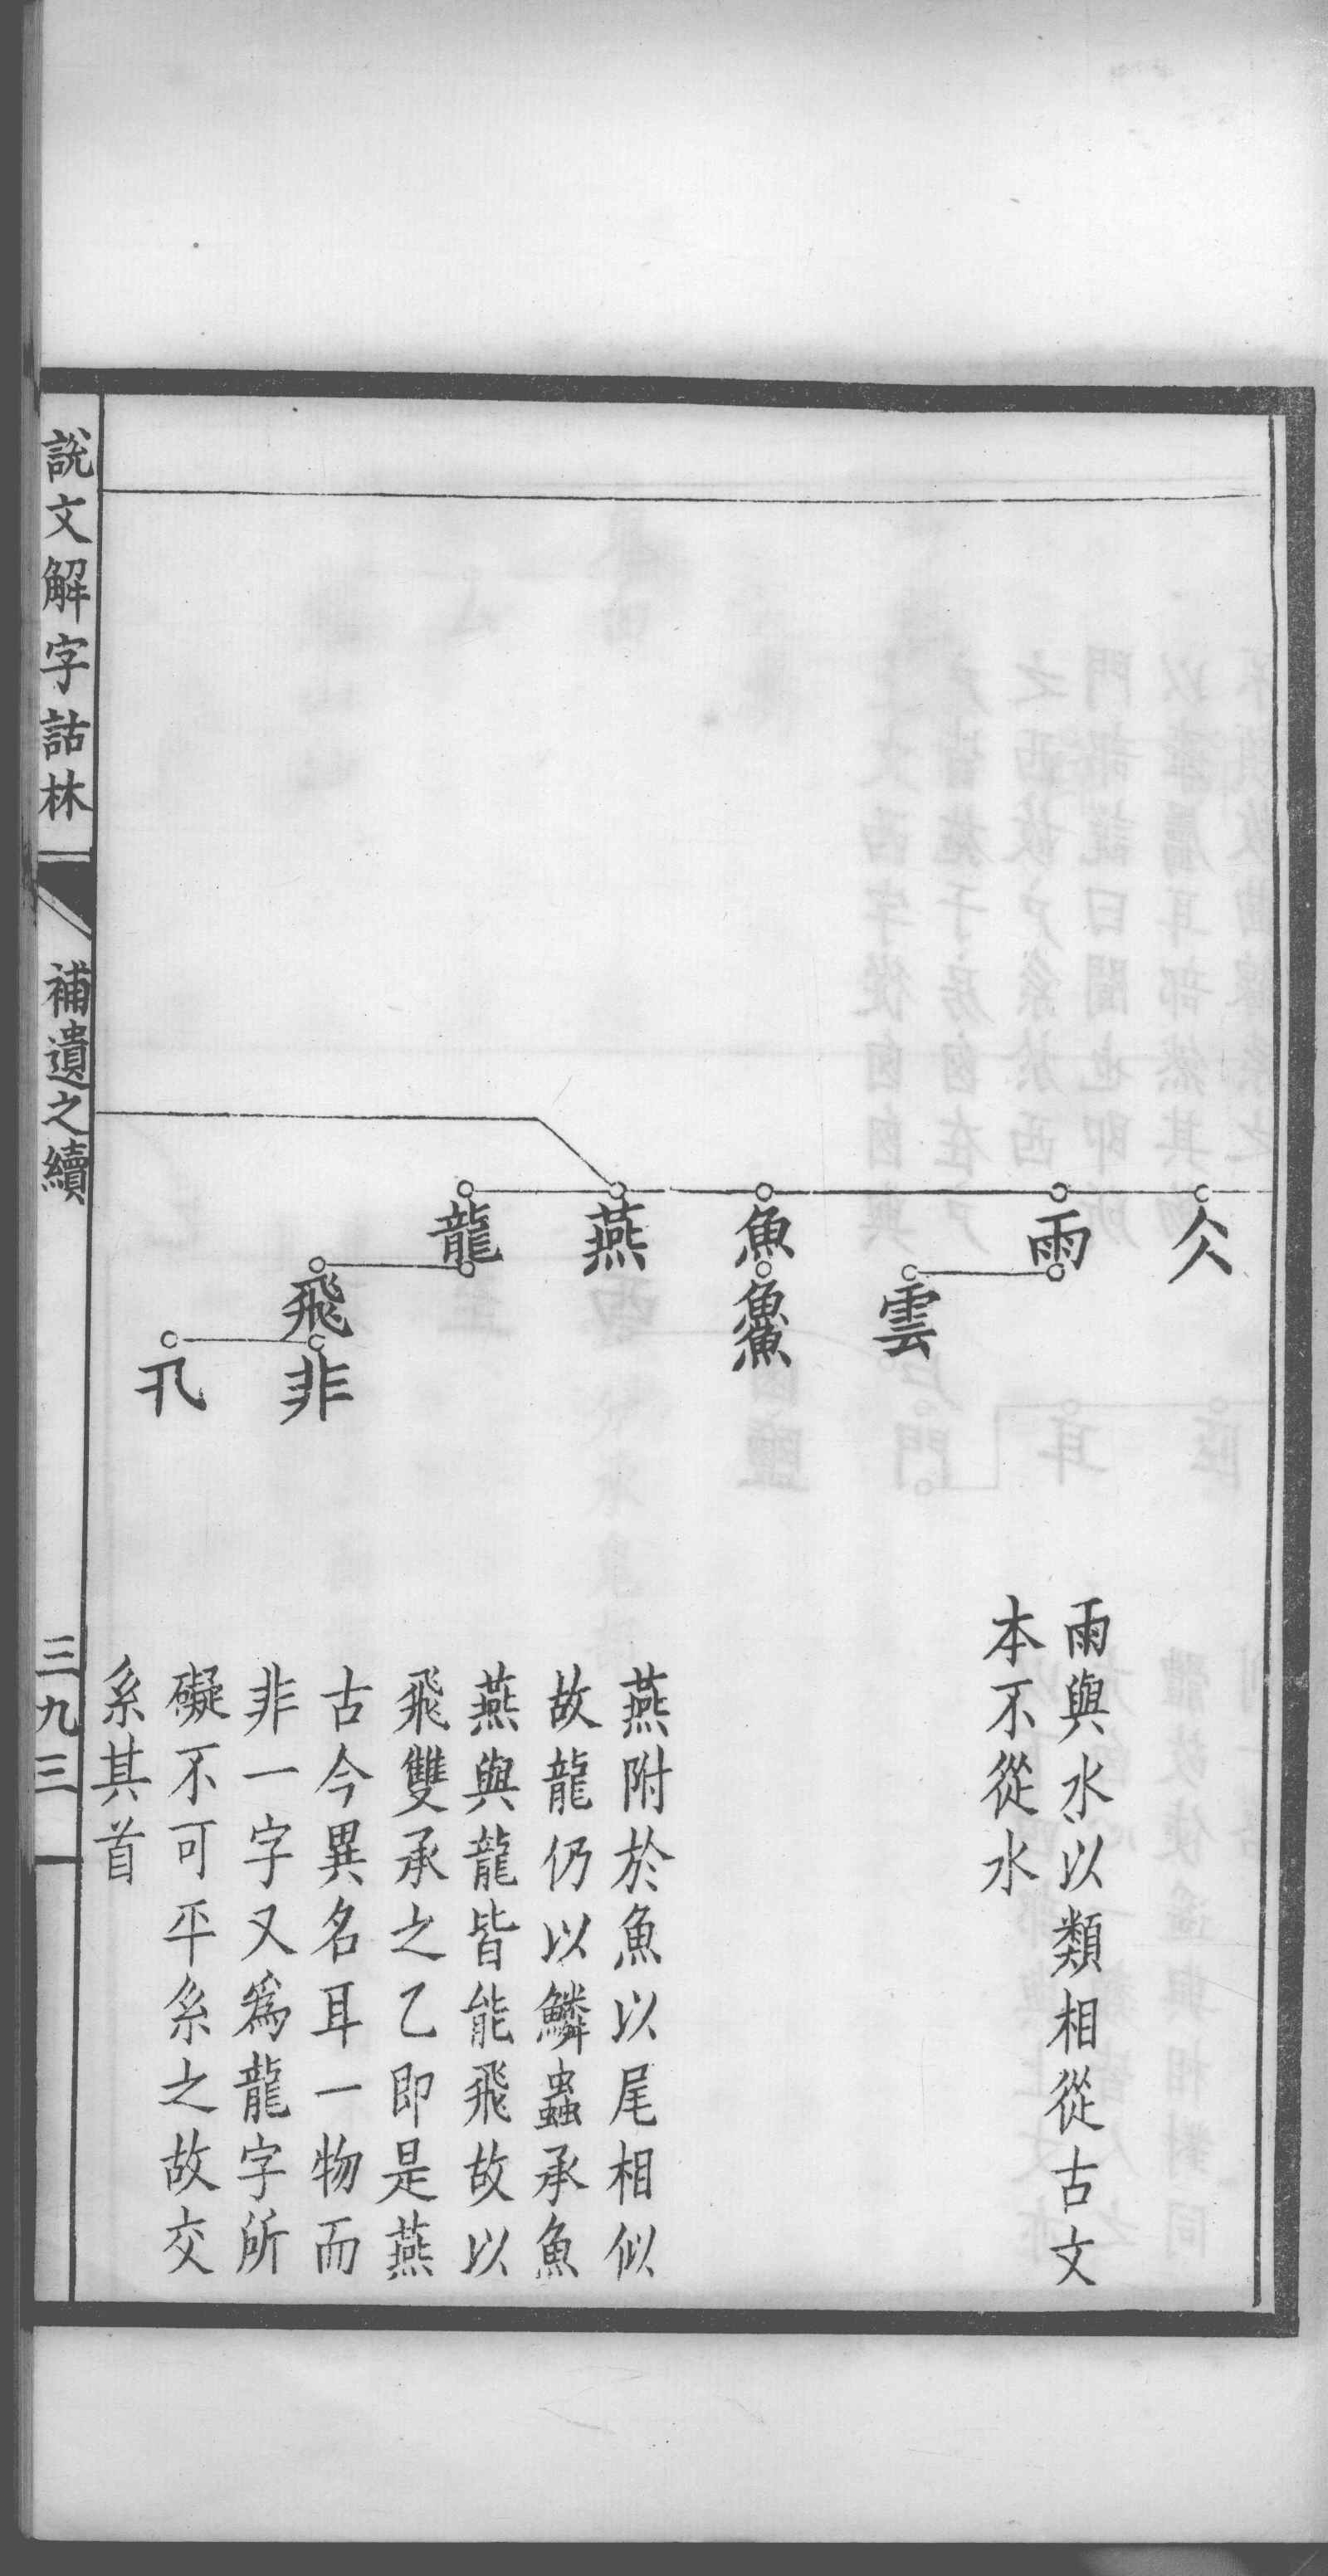 仌
雨
雲
魚
䲆
燕
龍
飛
非
卂
雨與水以類相從古文
本不從水
燕附於魚以尾相似
故龍仍以鱗蟲承魚
燕與龍皆能飛故以
飛雙承之乙即是燕
古今異名耳一物而
非一字又爲龍字所
礙不可平系之故交
系其首
說文解字詁林
補遺之續
三九三